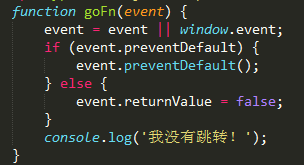 function goFn(event) {
    event = event || window.event;
    if (event.preventDefault) {
        event.preventDefault();
    } else {
        event.returnValue = false;
    }
    console.log('我没有跳转！');
}